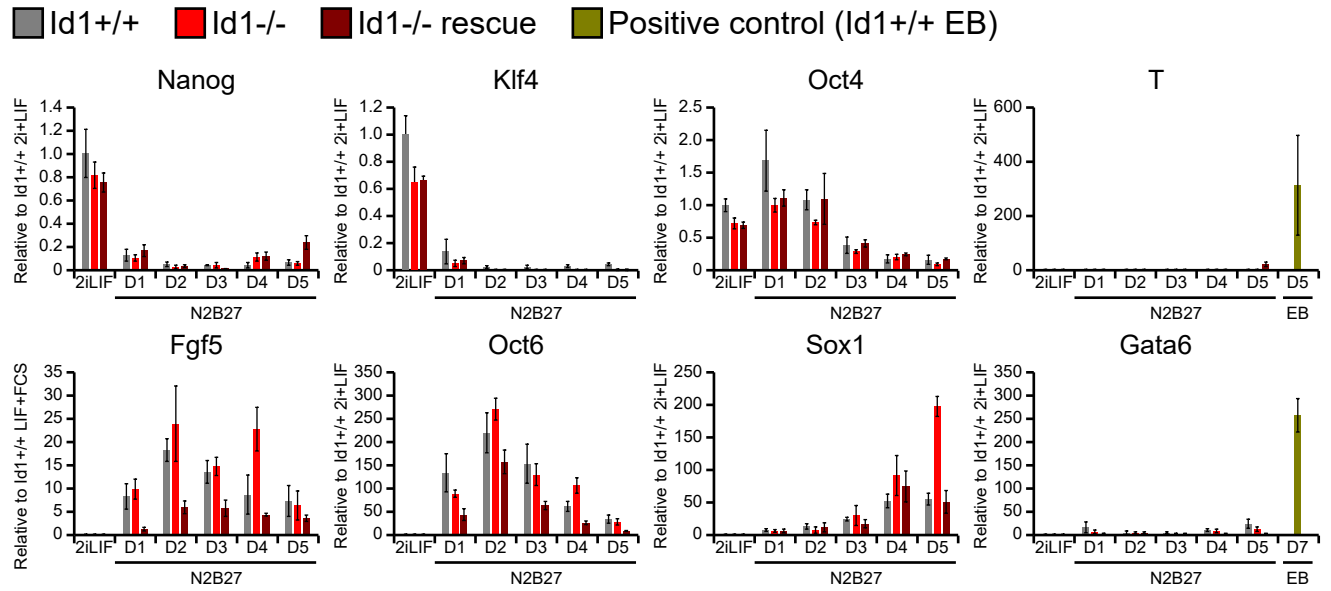 Id1+/+ Id1-/- Id1-/- rescue Positive control (Id1+/+ EB)
Nanog
Relative to Id1+/+ 2i+LIF
1.4
1.2
1.0
0.8
0.6
0.4
0.2
0
2iLIF D1 D2 D3 D4 D5
N2B27
Klf4
Relative to Id1+/+ 2i+LIF
1.2
1.0
0.8
0.6
0.4
0.2
0
2iLIF D1 D2 D3 D4 D5
N2B27
Oct4
Relative to Id1+/+ 2i+LIF
2.5
2.0
1.5
1.0
0.5
0
2iLIF D1 D2 D3 D4 D5
N2B27
T
Relative to Id1+/+ 2i+LIF
600
400
200
0
2iLIF D1 D2 D3 D4 D5 D5
N2B27 EB
Fgf5
Relative to Id1+/+ LIF+FCS
35
30
25
20
15
10
5
0
2iLIF D1 D2 D3 D4 D5
N2B27
Oct6
Relative to Id1+/+ 2i+LIF
350
300
250
200
150
100
50
0
2iLIF D1 D2 D3 D4 D5
N2B27
Sox1
Relative to Id1+/+ 2i+LIF
250
200
150
100
50
0
2iLIF D1 D2 D3 D4 D5
N2B27
Gata6
Relative to Id1+/+ 2i+LIF
350
300
250
200
150
100
50
0
2iLIF D1 D2 D3 D4 D5 D7
N2B27 EB